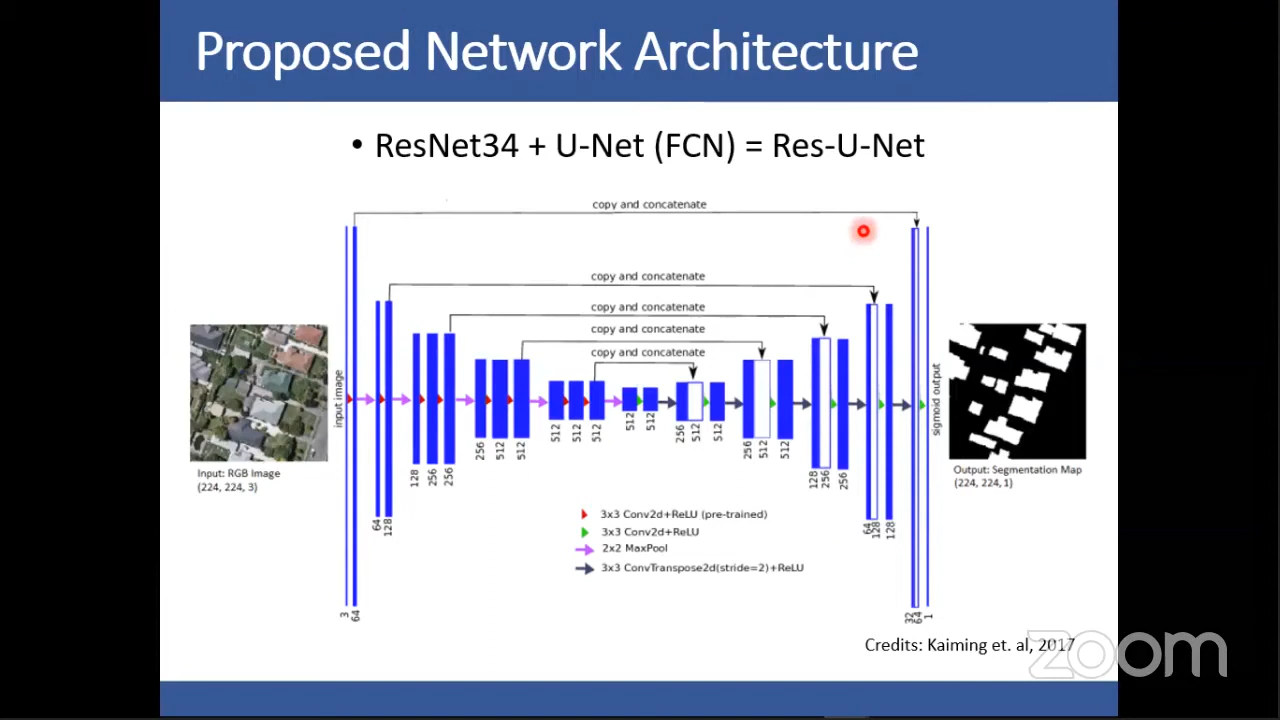 Proposed Network Architecture
• ResNet34 + U-Net (FCN) = Res-U-Net
copy and concatenate
copy and concatenate
copy and concatenate
copy and concatenate
copy and concatenate
input image
sigmoid output
Input: RGB Image
(224, 224, 3)
Output: Segmentation Map
(224, 224, 1)
3
64
64
128
128
256
256
256
512
512
512
512
512
512
512
256
512
512
256
512
512
128
256
256
64
128
128
32
64
1
3x3 Conv2d+ReLU (pre-trained)
3x3 Conv2d+ReLU
2x2 MaxPool
3x3 ConvTranspose2d(stride=2)+ReLU
Credits: Kaiming et. al, 2017
zoom